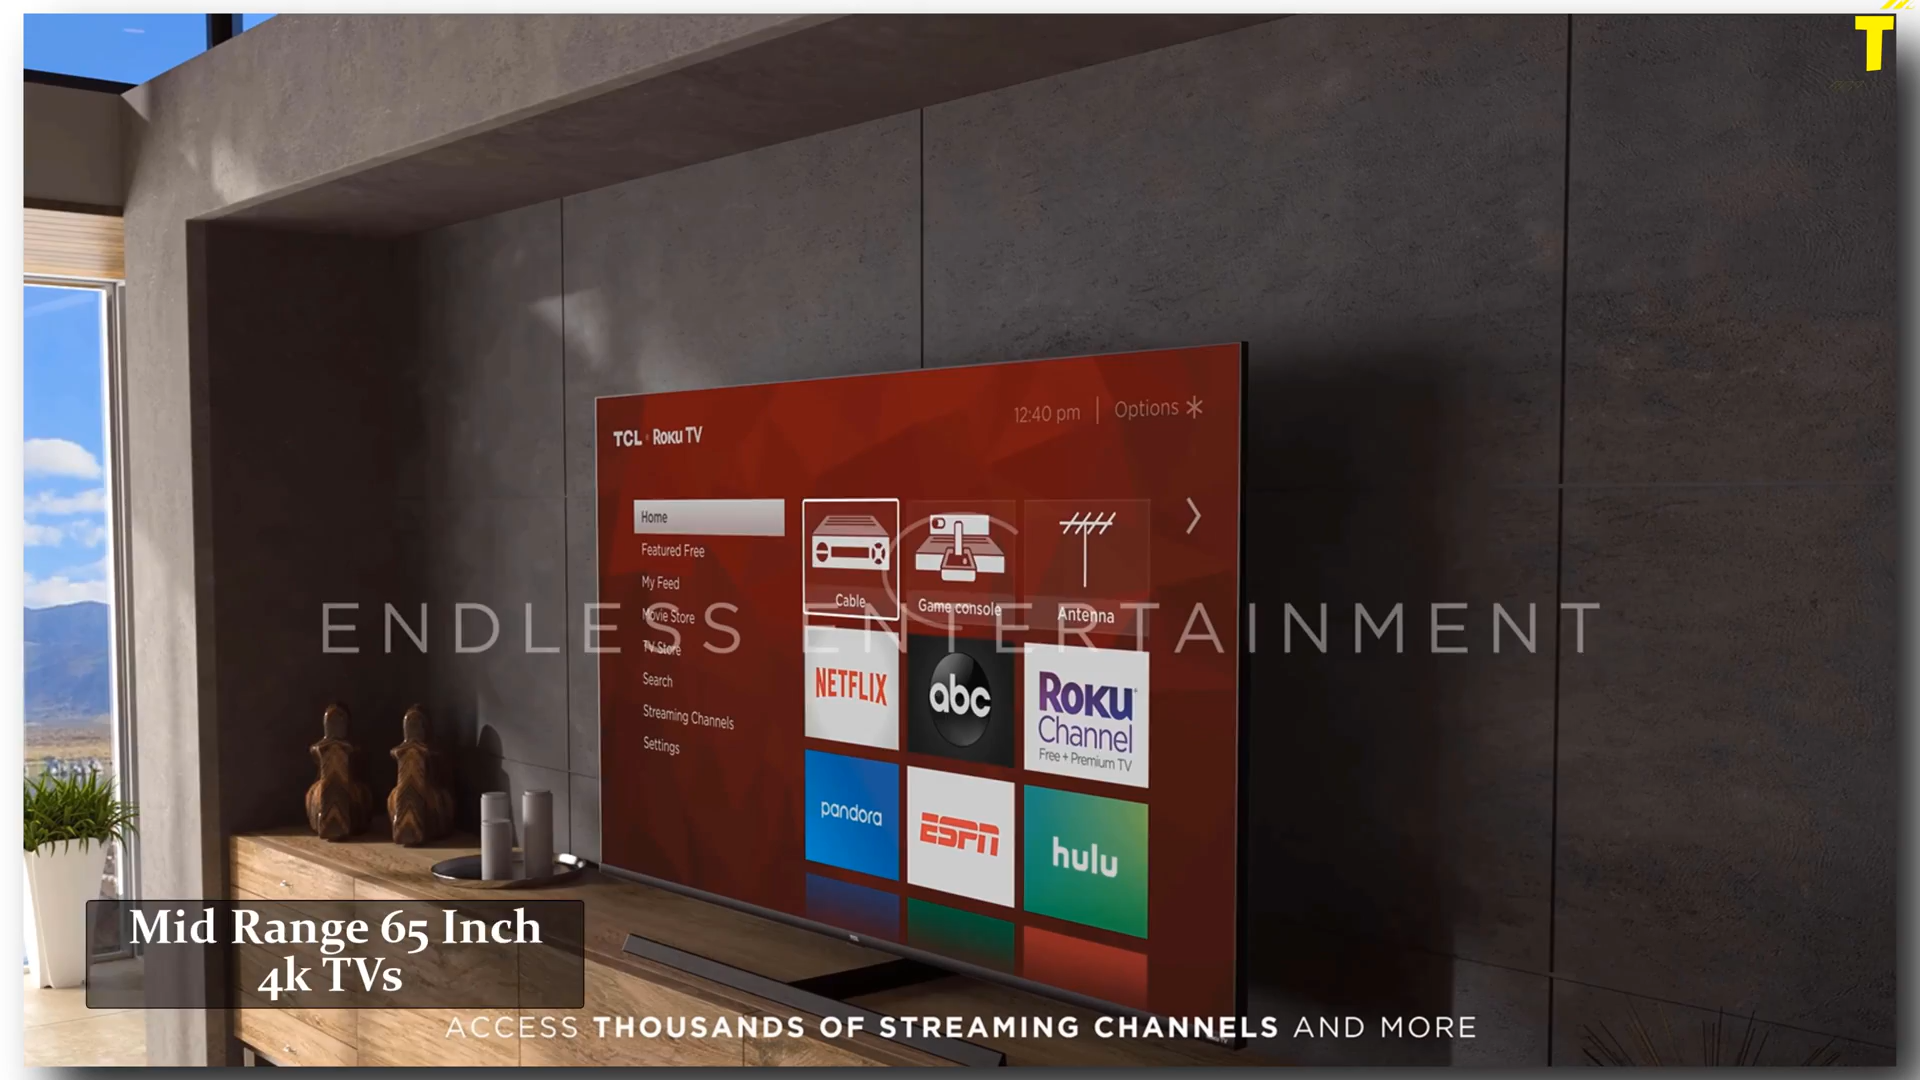 T
TCL Roku TV
12:40 pm | Options *
Home
Featured Free
My Feed
Movie Store
TV Store
Search
Streaming Channels
Settings
Cable
Game console
Antenna
NETFLIX
abc
Roku
Channel
Free + Premium TV
pandora
ESPN
hulu
ENDLESS ENTERTAINMENT
Mid Range 65 Inch
4k TVs
ACCESS THOUSANDS OF STREAMING CHANNELS AND MORE
TCL